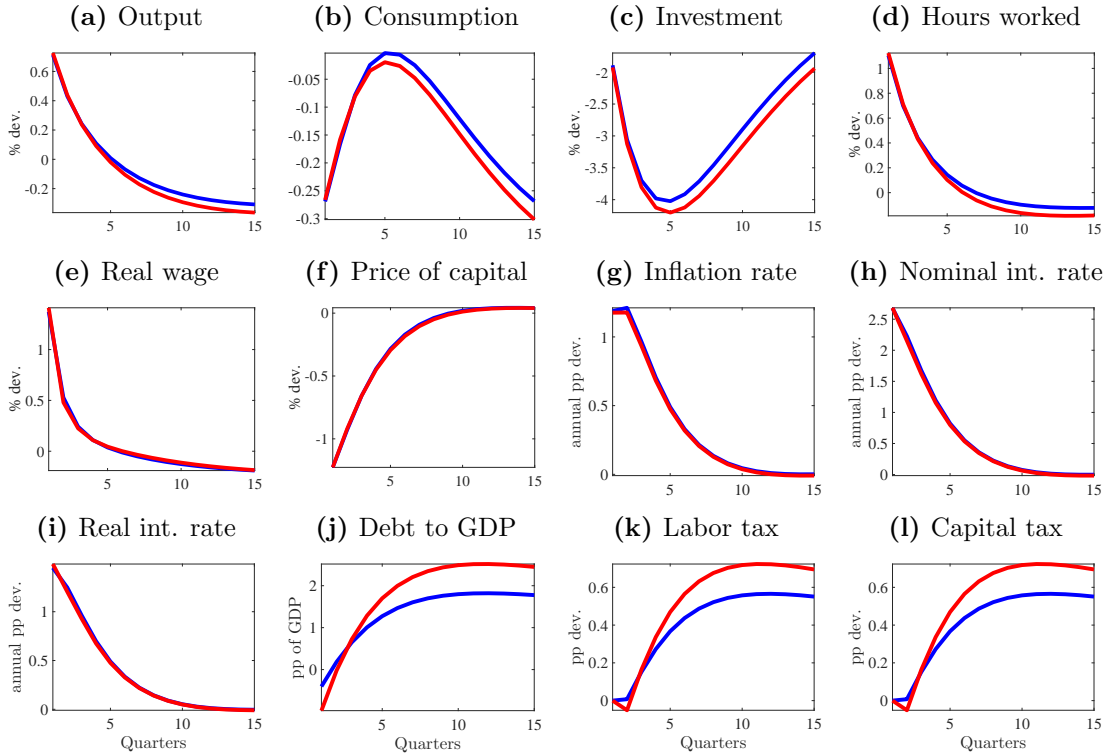 (a) Output
(b) Consumption
(c) Investment
(d) Hours worked
% dev.
0.6
0.4
0.2
0
-0.2
5 10 15
-0.05
-0.1
-0.15
-0.2
-0.25
-0.3
5 10 15
% dev.
-2
-2.5
-3
-3.5
-4
5 10 15
% dev.
1
0.8
0.6
0.4
0.2
0
5 10 15
(e) Real wage
(f) Price of capital
(g) Inflation rate
(h) Nominal int. rate
% dev.
1
0.5
0
5 10 15
% dev.
0
-0.5
-1
5 10 15
annual pp dev.
1
0.5
0
5 10 15
annual pp dev.
2.5
2
1.5
1
0.5
0
5 10 15
(i) Real int. rate
(j) Debt to GDP
(k) Labor tax
(l) Capital tax
annual pp dev.
1
0.5
0
5 10 15
Quarters
pp of GDP
2
1
0
5 10 15
Quarters
pp dev.
0.6
0.4
0.2
0
5 10 15
Quarters
pp dev.
0.6
0.4
0.2
0
5 10 15
Quarters